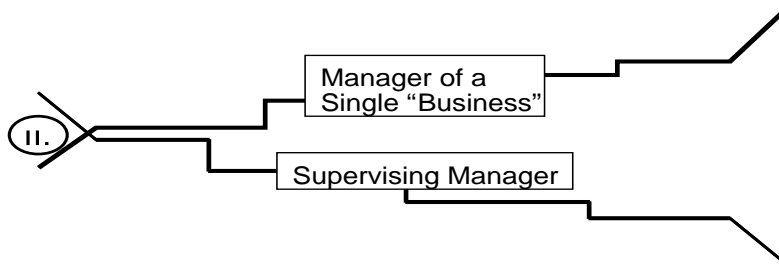 Manager of a
Single “Business”
II.
Supervising Manager